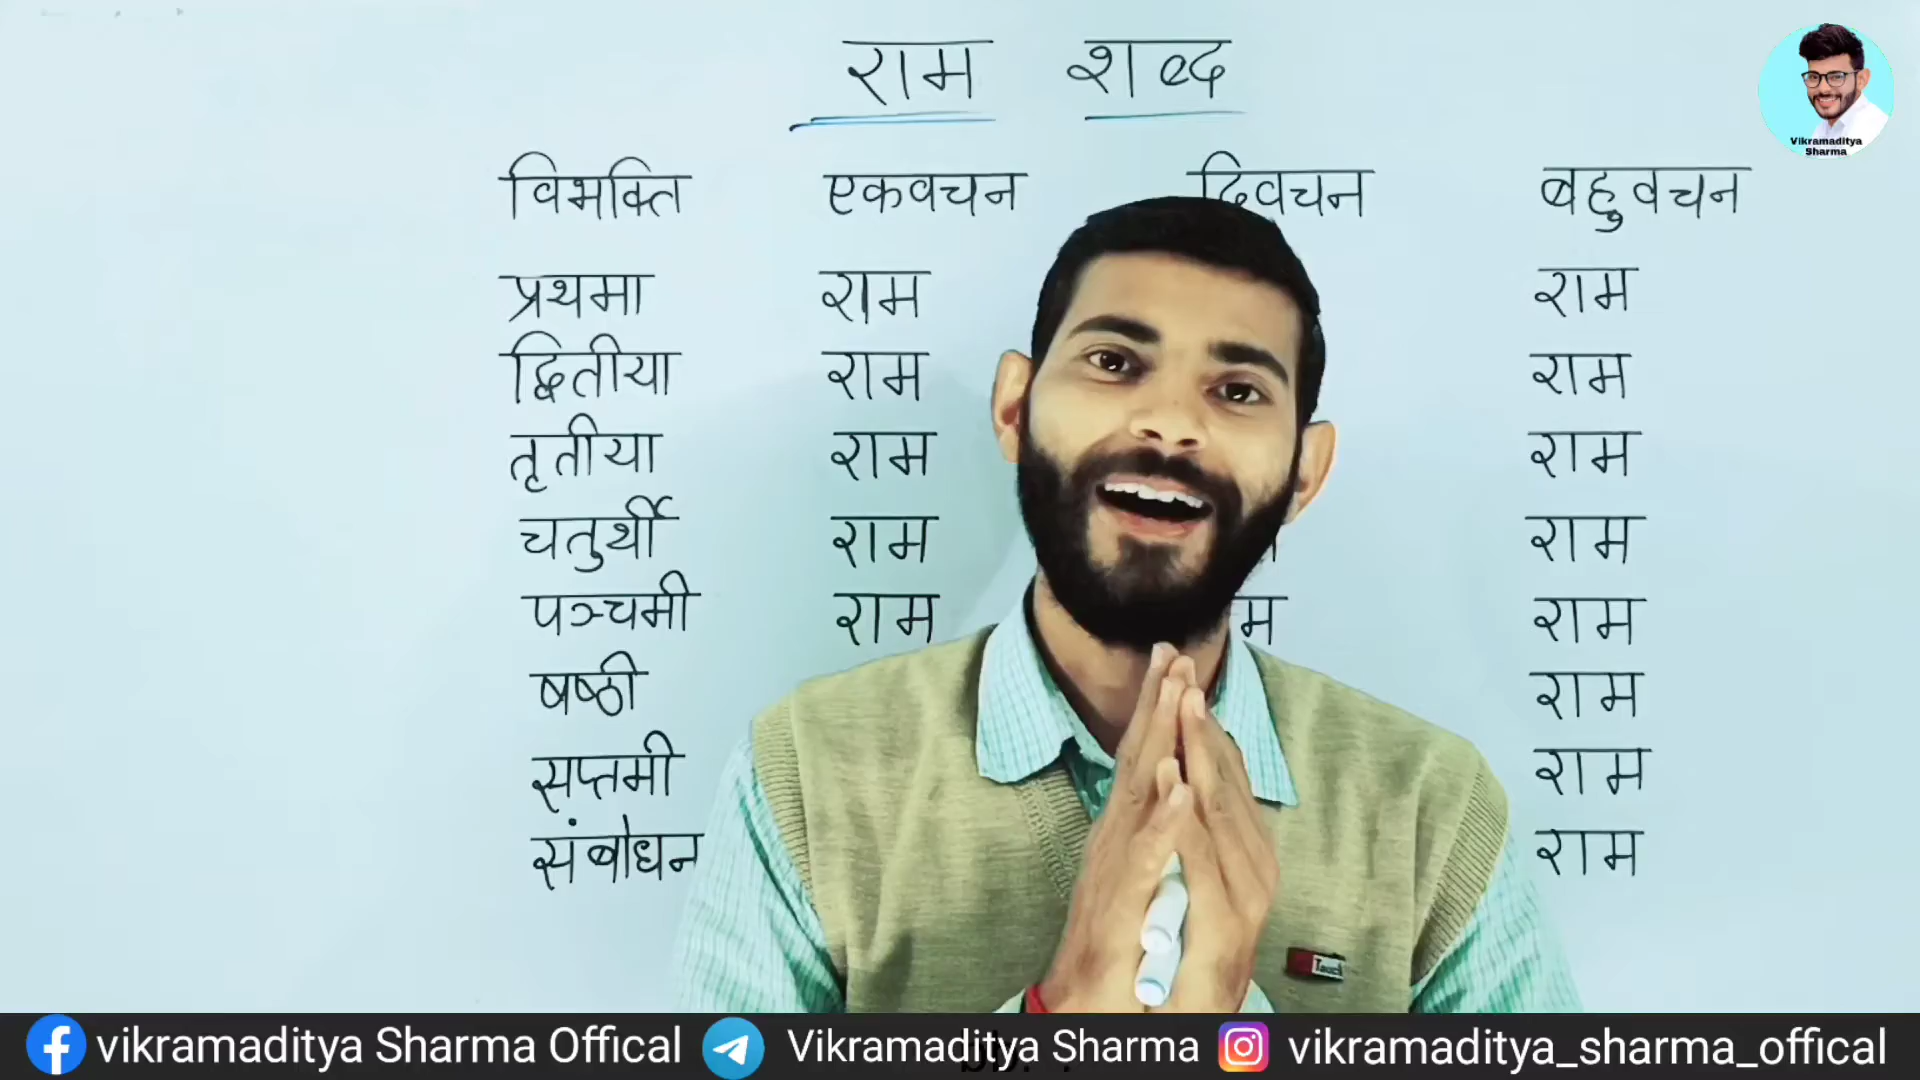 राम शब्द
Vikramaditya
Sharma
विभक्ति एकवचन द्विवचन बहुवचन
प्रथमा राम राम
द्वितीया राम राम
तृतीया राम राम
चतुर्थी राम राम
पञ्चमी राम म राम
षष्ठी राम
सप्तमी राम
संबोधन राम
Touch
vikramaditya Sharma Offical Vikramaditya Sharma vikramaditya_sharma_offical